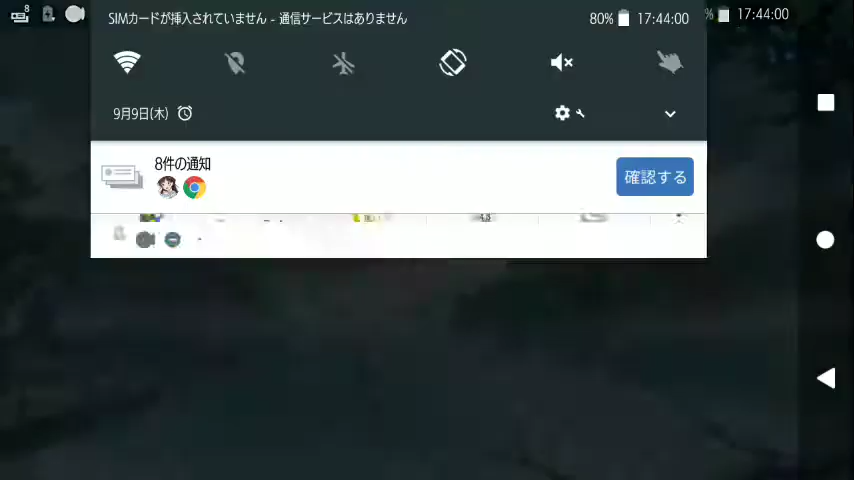 8
SIMカードが挿入されていません - 通信サービスはありません
80% 17:44:00
% 17:44:00
9月9日(木)
8件の通知
確認する